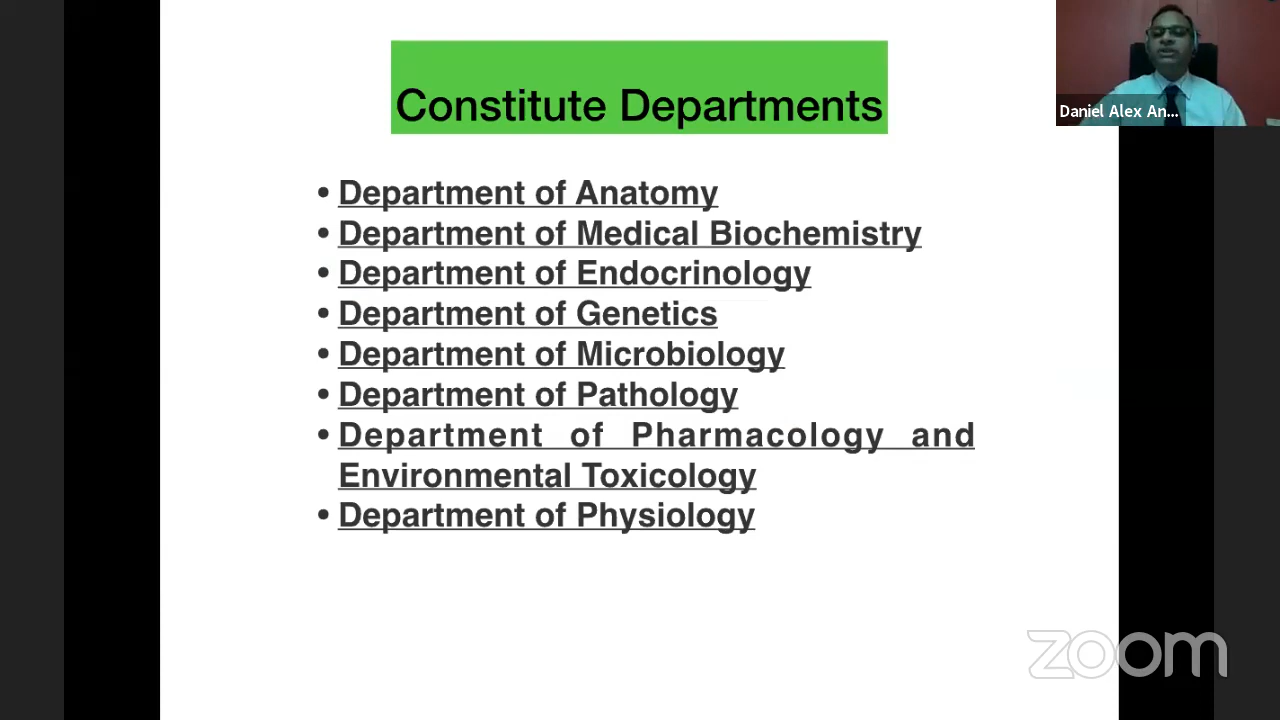 Constitute Departments
Daniel Alex An...
• Department of Anatomy
• Department of Medical Biochemistry
• Department of Endocrinology
• Department of Genetics
• Department of Microbiology
• Department of Pathology
• Department of Pharmacology and
Environmental Toxicology
• Department of Physiology
zoom